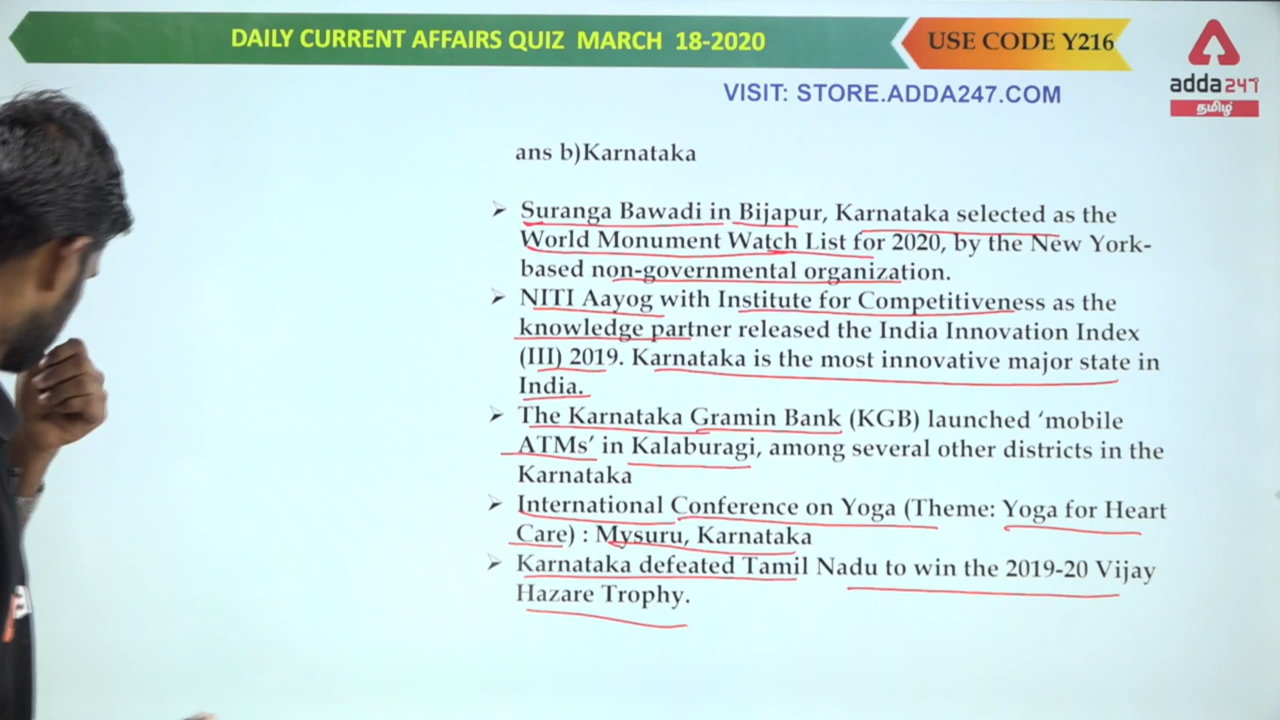 DAILY CURRENT AFFAIRS QUIZ MARCH 18-2020
USE CODE Y216
adda247
தமிழ்
VISIT: STORE.ADDA247.COM
ans b)Karnataka
➢ Suranga Bawadi in Bijapur, Karnataka selected as the
World Monument Watch List for 2020, by the New York-
based non-governmental organization.
➢ NITI Aayog with Institute for Competitiveness as the
knowledge partner released the India Innovation Index
(III) 2019. Karnataka is the most innovative major state in
India.
➢ The Karnataka Gramin Bank (KGB) launched ‘mobile
ATMs’ in Kalaburagi, among several other districts in the
Karnataka
➢ International Conference on Yoga (Theme: Yoga for Heart
Care) : Mysuru, Karnataka
➢ Karnataka defeated Tamil Nadu to win the 2019-20 Vijay
Hazare Trophy.